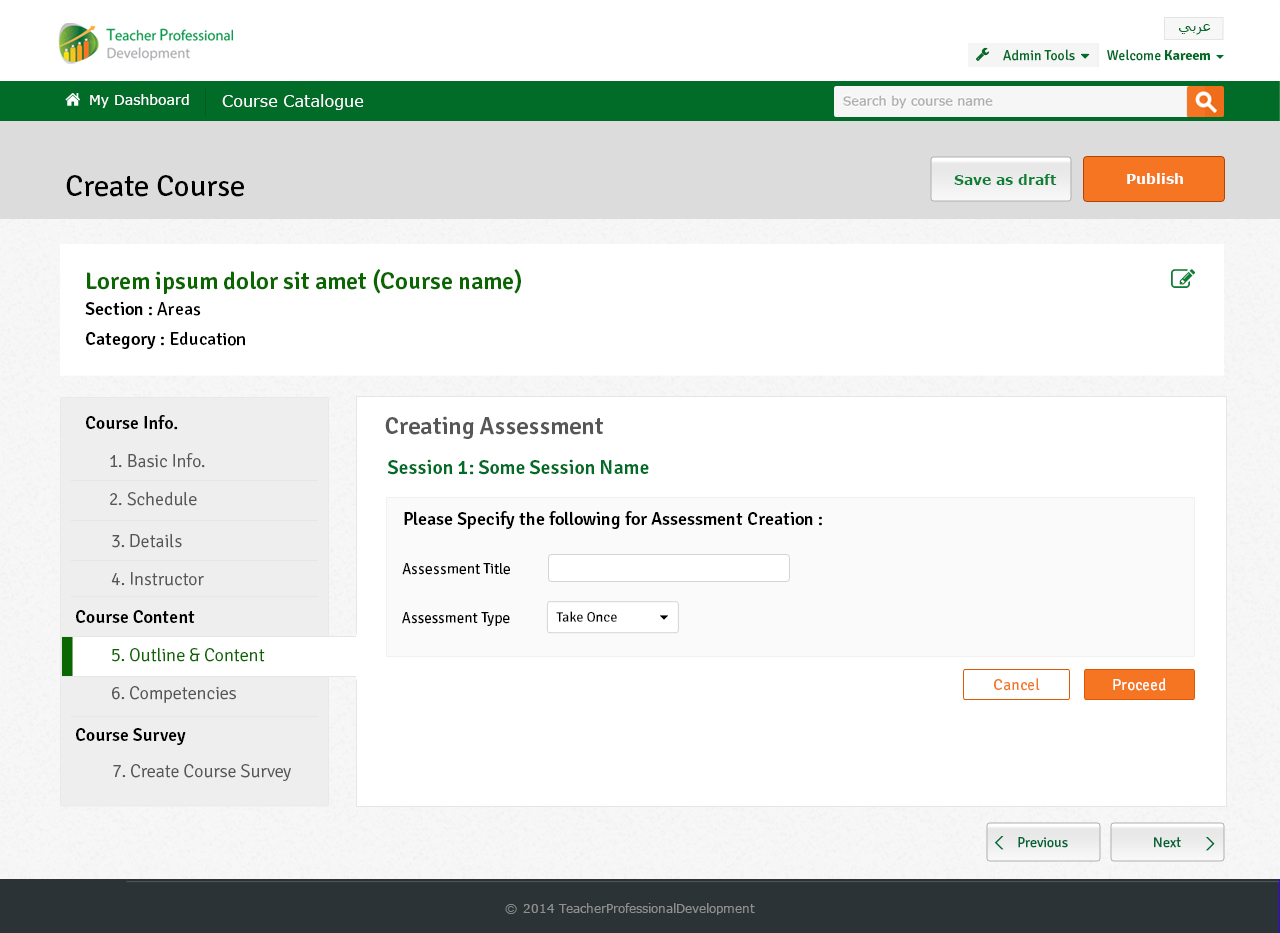 Teacher Professional
Development
عربي
Admin Tools
Welcome Kareem
My Dashboard
Course Catalogue
Search by course name
Create Course
Save as draft
Publish
Lorem ipsum dolor sit amet (Course name)
Section : Areas
Category : Education
Course Info.
1. Basic Info.
2. Schedule
3. Details
4. Instructor
Course Content
5. Outline & Content
6. Competencies
Course Survey
7. Create Course Survey
Creating Assessment
Session 1: Some Session Name
Please Specify the following for Assessment Creation :
Assessment Title
Assessment Type
Take Once
Cancel
Proceed
Previous
Next
© 2014 TeacherProfessionalDevelopment